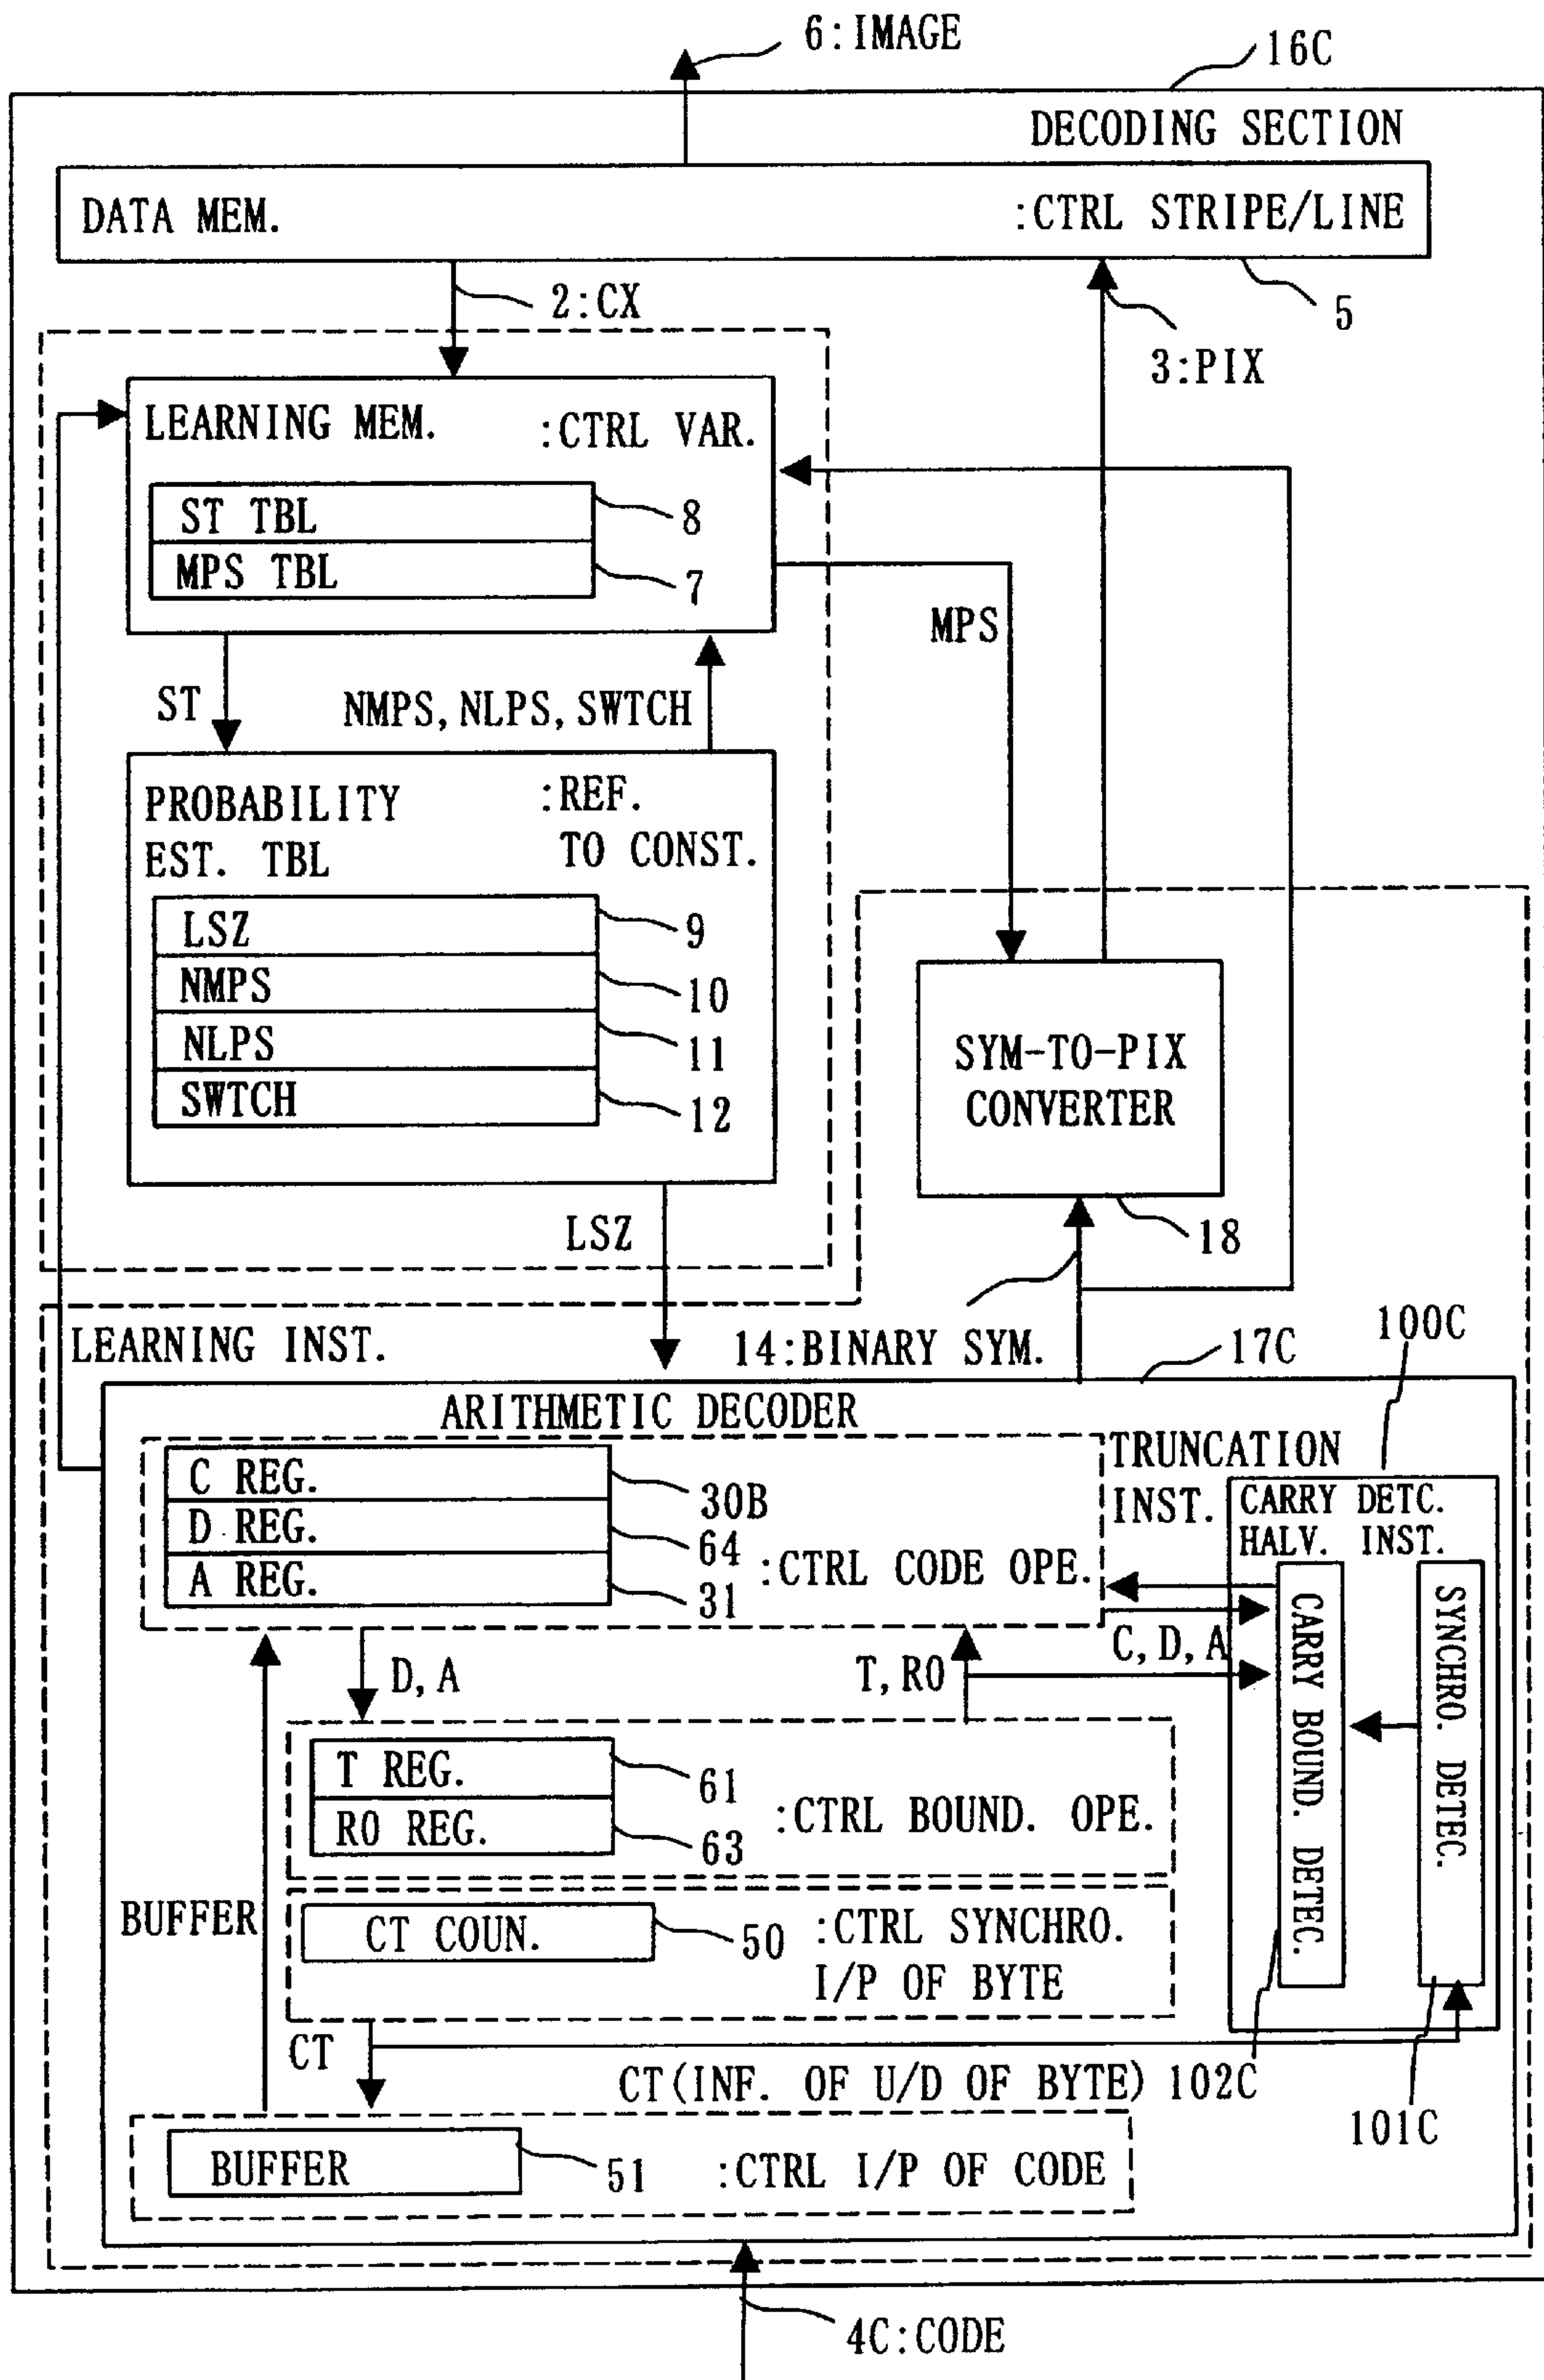 6:IMAGE
16C
DECODING SECTION
DATA MEM.
:CTRL STRIPE/LINE
2:CX
5
3:PIX
LEARNING MEM.
:CTRL VAR.
ST TBL
8
MPS TBL
7
MPS
ST
NMPS, NLPS, SWTCH
PROBABILITY
EST. TBL
:REF.
TO CONST.
LSZ
9
NMPS
10
NLPS
11
SWTCH
12
SYM-TO-PIX
CONVERTER
LSZ
18
LEARNING INST.
14:BINARY SYM.
17C
100C
ARITHMETIC DECODER
TRUNCATION
INST.
C REG.
30B
D REG.
64
A REG.
31
:CTRL CODE OPE.
CARRY DETC.
HALV. INST.
CARRY BOUND. DETEC.
SYNCHRO. DETEC.
D, A
T, RO
C, D, A
T REG.
61
RO REG.
63
:CTRL BOUND. OPE.
BUFFER
CT COUN.
50
:CTRL SYNCHRO.
I/P OF BYTE
CT
CT(INF. OF U/D OF BYTE)
102C
101C
BUFFER
51
:CTRL I/P OF CODE
4C:CODE